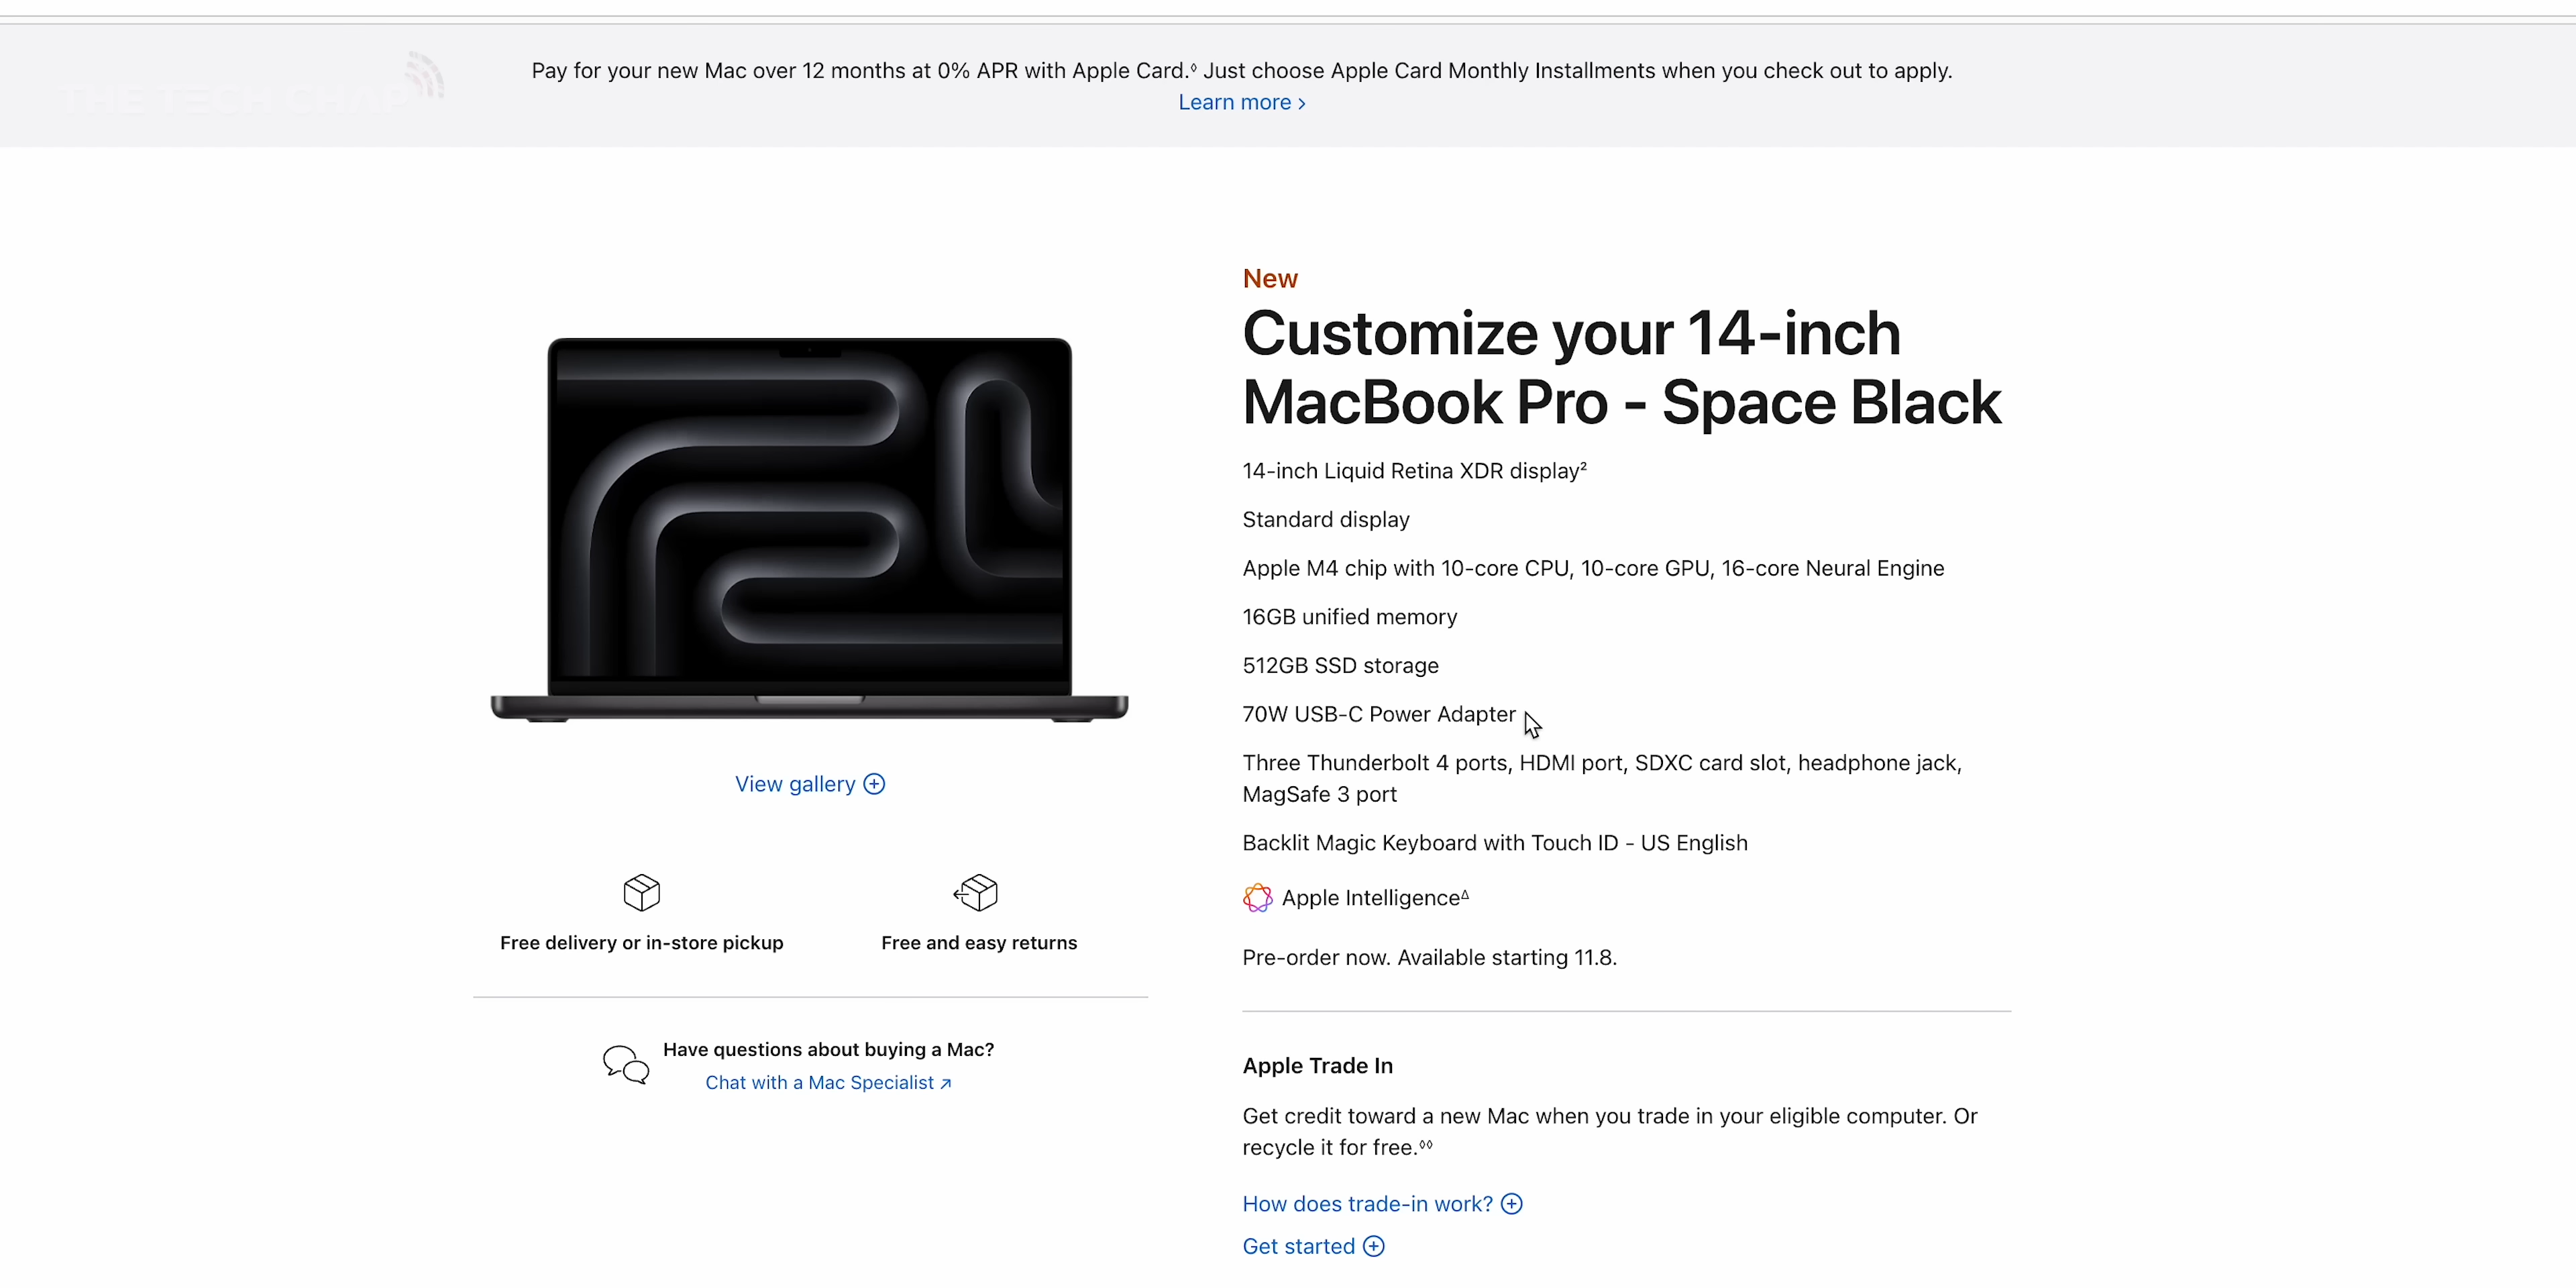 THE TECH CHAP
Pay for your new Mac over 12 months at 0% APR with Apple Card.◊ Just choose Apple Card Monthly Installments when you check out to apply.
Learn more >
New
Customize your 14-inch
MacBook Pro - Space Black
14-inch Liquid Retina XDR display²
Standard display
Apple M4 chip with 10-core CPU, 10-core GPU, 16-core Neural Engine
16GB unified memory
512GB SSD storage
70W USB-C Power Adapter
Three Thunderbolt 4 ports, HDMI port, SDXC card slot, headphone jack,
MagSafe 3 port
Backlit Magic Keyboard with Touch ID - US English
Apple Intelligence∆
Pre-order now. Available starting 11.8.
View gallery
Free delivery or in-store pickup
Free and easy returns
Have questions about buying a Mac?
Chat with a Mac Specialist ↗
Apple Trade In
Get credit toward a new Mac when you trade in your eligible computer. Or
recycle it for free.◊◊
How does trade-in work?
Get started